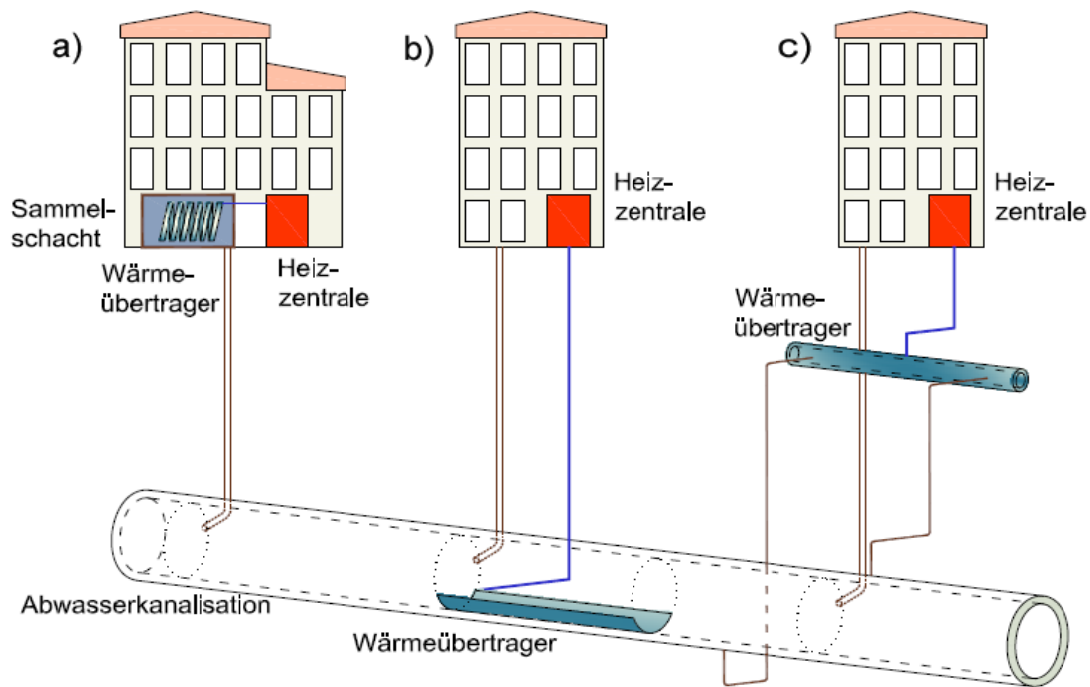 a)
b)
c)
Sammel-
schacht
Wärme-
übertrager
Heiz-
zentrale
Heiz-
zentrale
Heiz-
zentrale
Wärme-
übertrager
Abwasserkanalisation
Wärmeübertrager